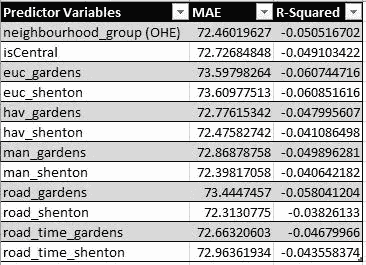 Predictor Variables MAE R-Squared
neighbourhood_group (OHE) 72.46019627 -0.050516702
isCentral 72.72684848 -0.049103422
euc_gardens 73.59798264 -0.060744716
euc_shenton 73.60977513 -0.060851616
hav_gardens 72.77615342 -0.047995607
hav_shenton 72.47582742 -0.041086498
man_gardens 72.86878758 -0.049896281
man_shenton 72.39817058 -0.040642182
road_gardens 73.4447457 -0.058041204
road_shenton 72.3130775 -0.03826133
road_time_gardens 72.66320603 -0.04679966
road_time_shenton 72.96361934 -0.043558374